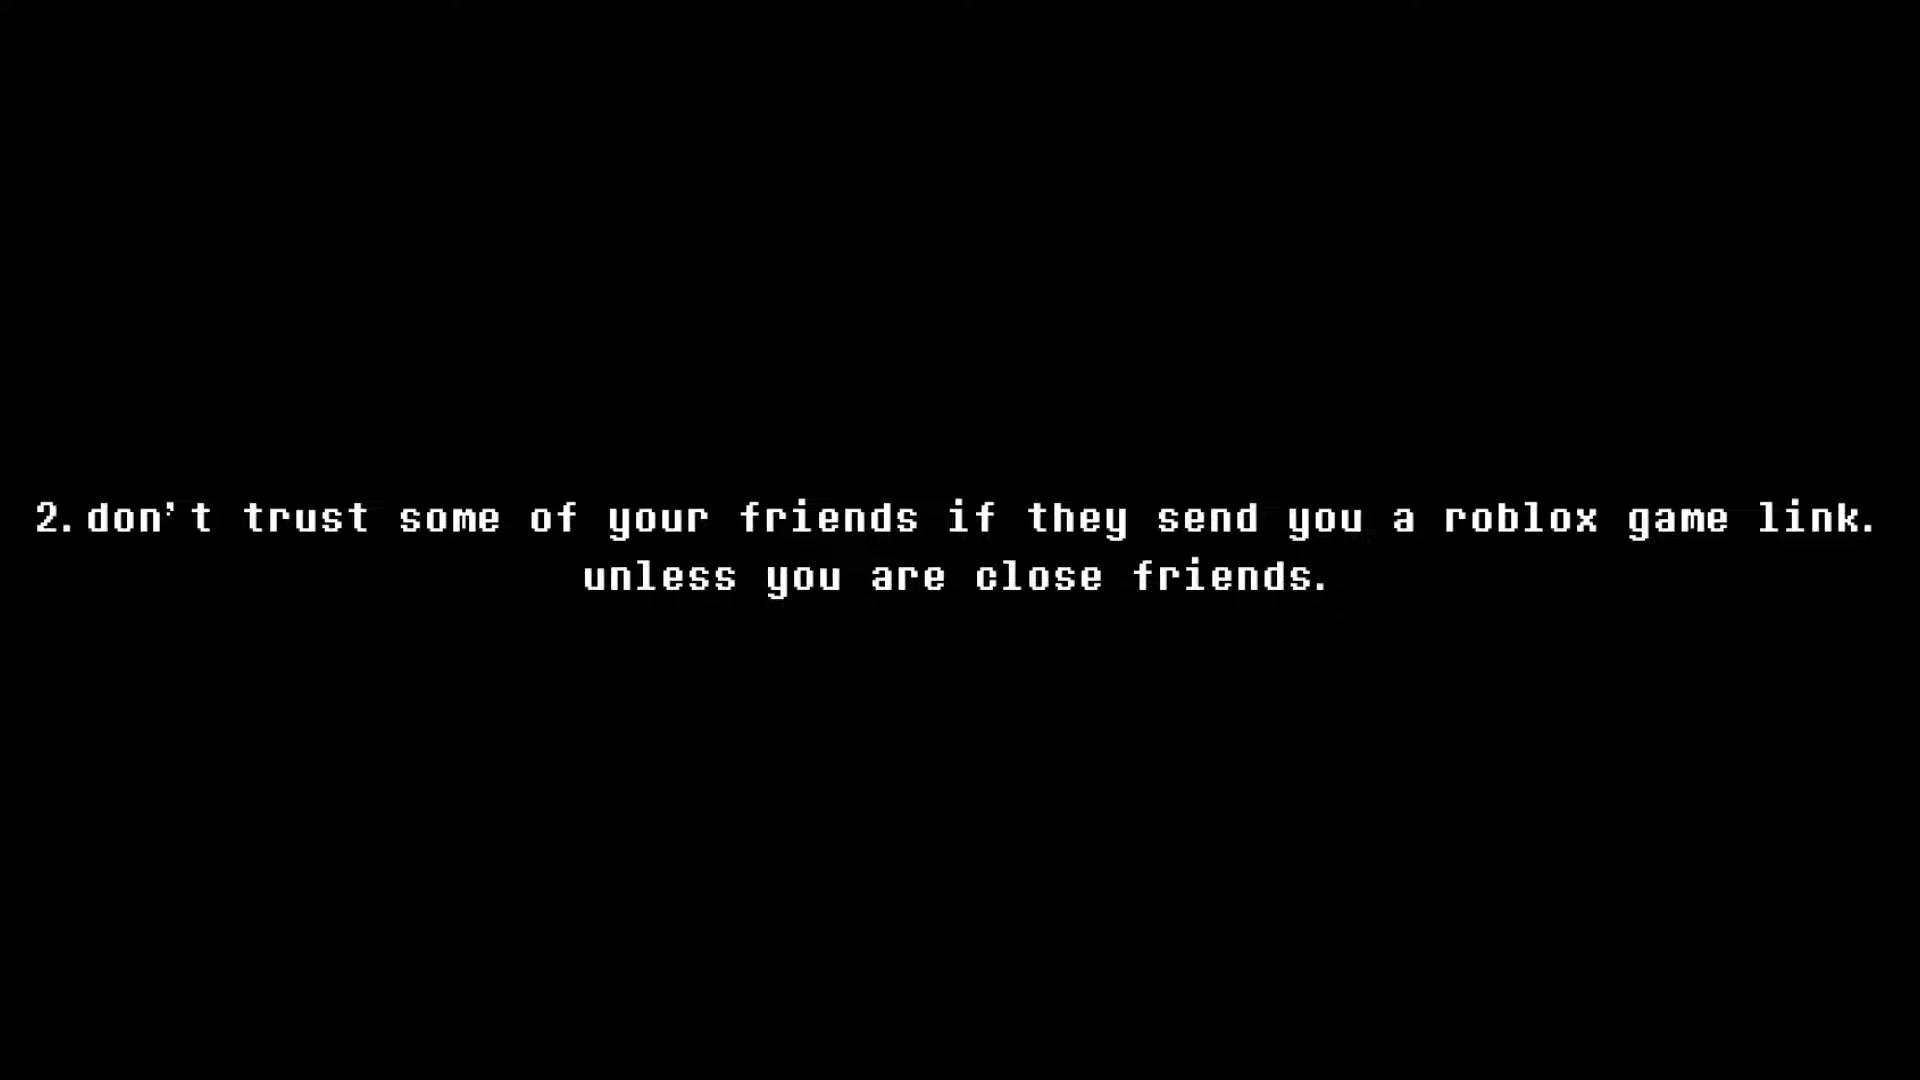 2.don't trust some of your friends if they send you a roblox game link.
unless you are close friends.